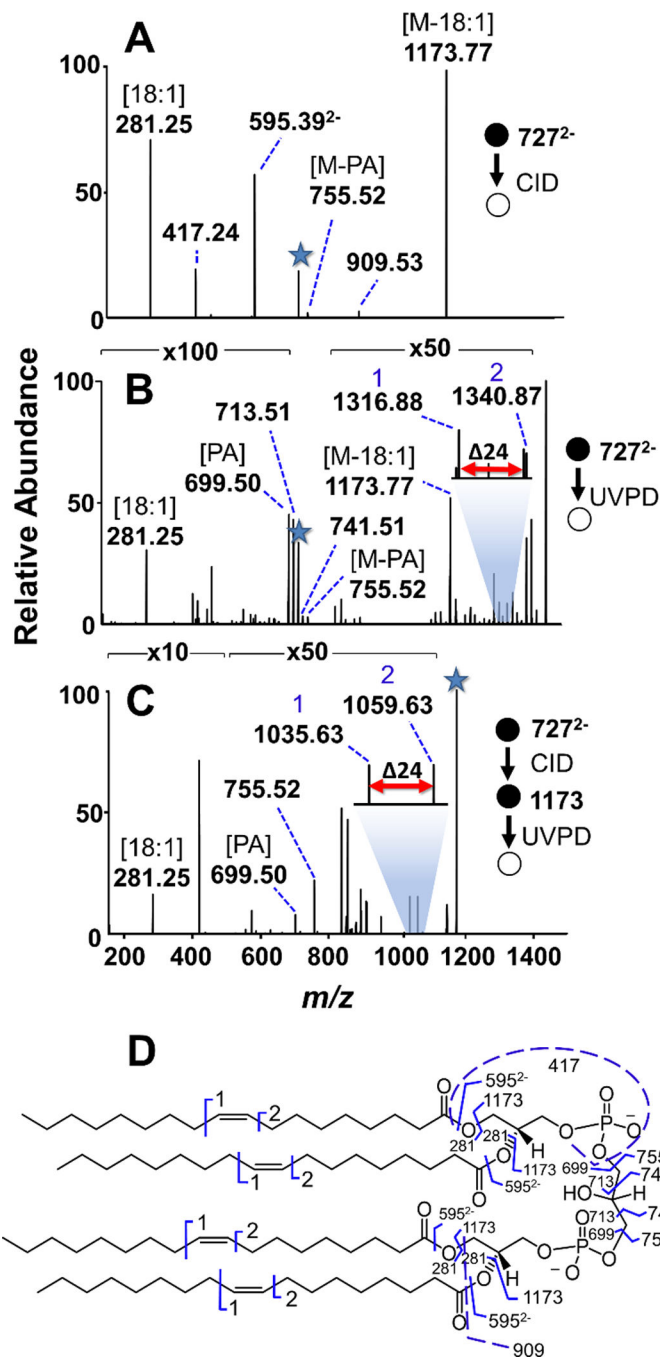 A
[M-18:1]
1173.77
100
[18:1]
281.25
595.39²⁻
[M-PA]
755.52
727²⁻
CID
50
417.24
909.53
0
x100
x50
B
100
1
2
1316.88
1340.87
713.51
Δ24
[PA]
699.50
[M-18:1]
1173.77
727²⁻
UVPD
50
[18:1]
281.25
741.51
[M-PA]
755.52
0
Relative Abundance
x10
x50
C
100
1
2
1035.63
1059.63
Δ24
727²⁻
CID
1173
UVPD
755.52
50
[18:1]
281.25
[PA]
699.50
0
200 400 600 800 1000 1200 1400
m/z
D
417
O
595²⁻
1173
1
2
O
O
P
O
O⁻
281
281
H
O
755
O
1173
699
1
2
595²⁻
713
74
O
HO
H
O
713
74
1
2
595²⁻
1173
O
P
699
75
O
281
281
H
O
O⁻
O
1
2
O
O
1173
595²⁻
909